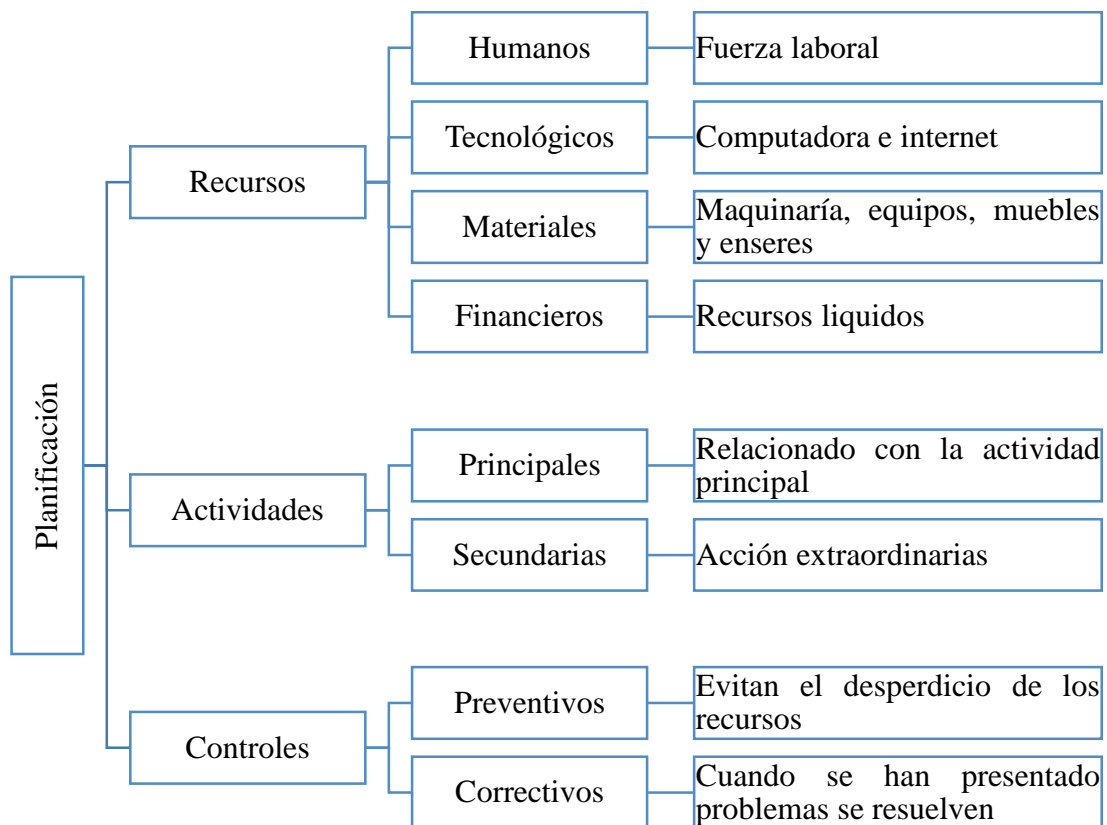 Planificación
Recursos
Humanos
Fuerza laboral
Tecnológicos
Computadora e internet
Materiales
Maquinaría, equipos, muebles
y enseres
Financieros
Recursos liquidos
Actividades
Principales
Relacionado con la actividad
principal
Secundarias
Acción extraordinarias
Controles
Preventivos
Evitan el desperdicio de los
recursos
Correctivos
Cuando se han presentado
problemas se resuelven